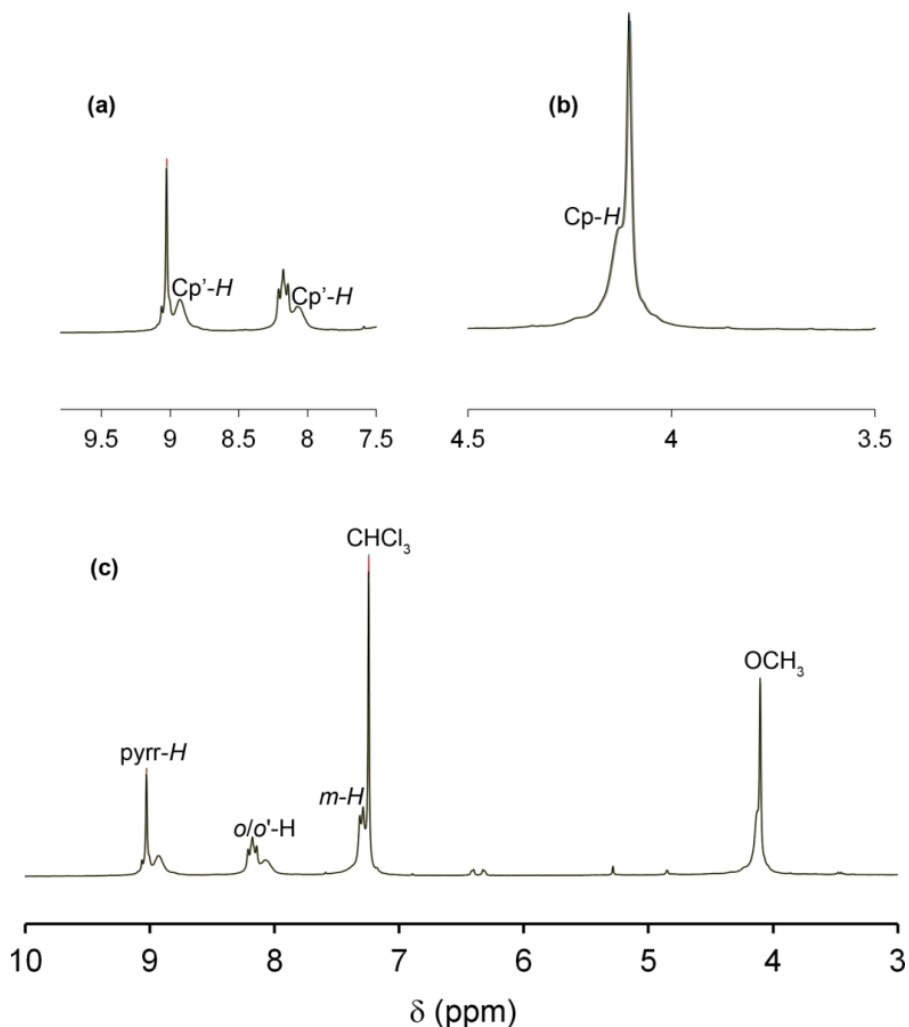 (a)
(b)
Cp'-H
Cp'-H
Cp-H
9.5 9 8.5 8 7.5
4.5 4 3.5
(c)
CHCl₃
OCH₃
pyrr-H
m-H
o/o'-H
10 9 8 7 6 5 4 3
δ (ppm)